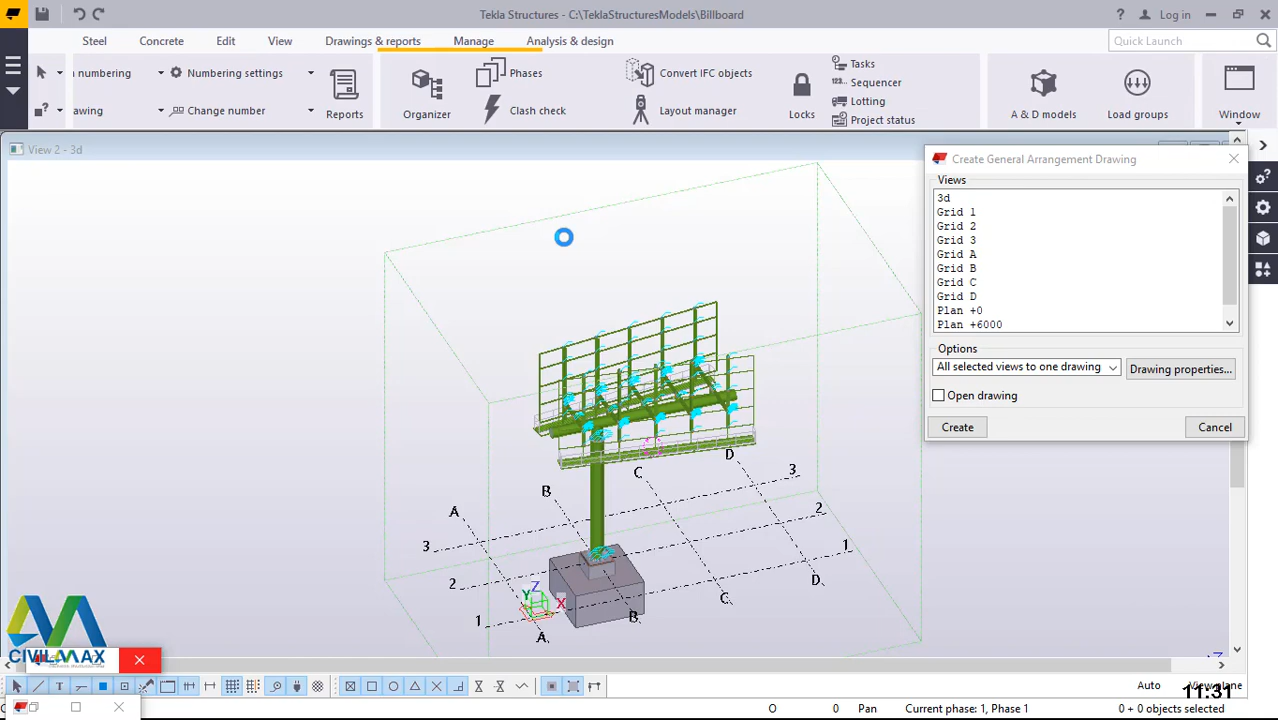 Tekla Structures - C:\TeklaStructuresModels\Billboard
? Log in
Steel Concrete Edit View Drawings & reports Manage Analysis & design
Quick Launch
n numbering
Numbering settings
awing
Change number
Reports
Organizer
Phases
Clash check
Convert IFC objects
Layout manager
Locks
Tasks
123... Sequencer
Lotting
Project status
A & D models
Load groups
Window
View 2 - 3d
Create General Arrangement Drawing
Views
3d
Grid 1
Grid 2
Grid 3
Grid A
Grid B
Grid C
Grid D
Plan +0
Plan +6000
Options
All selected views to one drawing
Drawing properties...
Open drawing
Create
Cancel
D
C
3
B
A
2
3
1
2
D
Z
Y
X
C
1
B
A
CIVILMAX
Z
Auto
View plane
11:31
O
0
Pan
Current phase: 1, Phase 1
0 + 0 objects selected